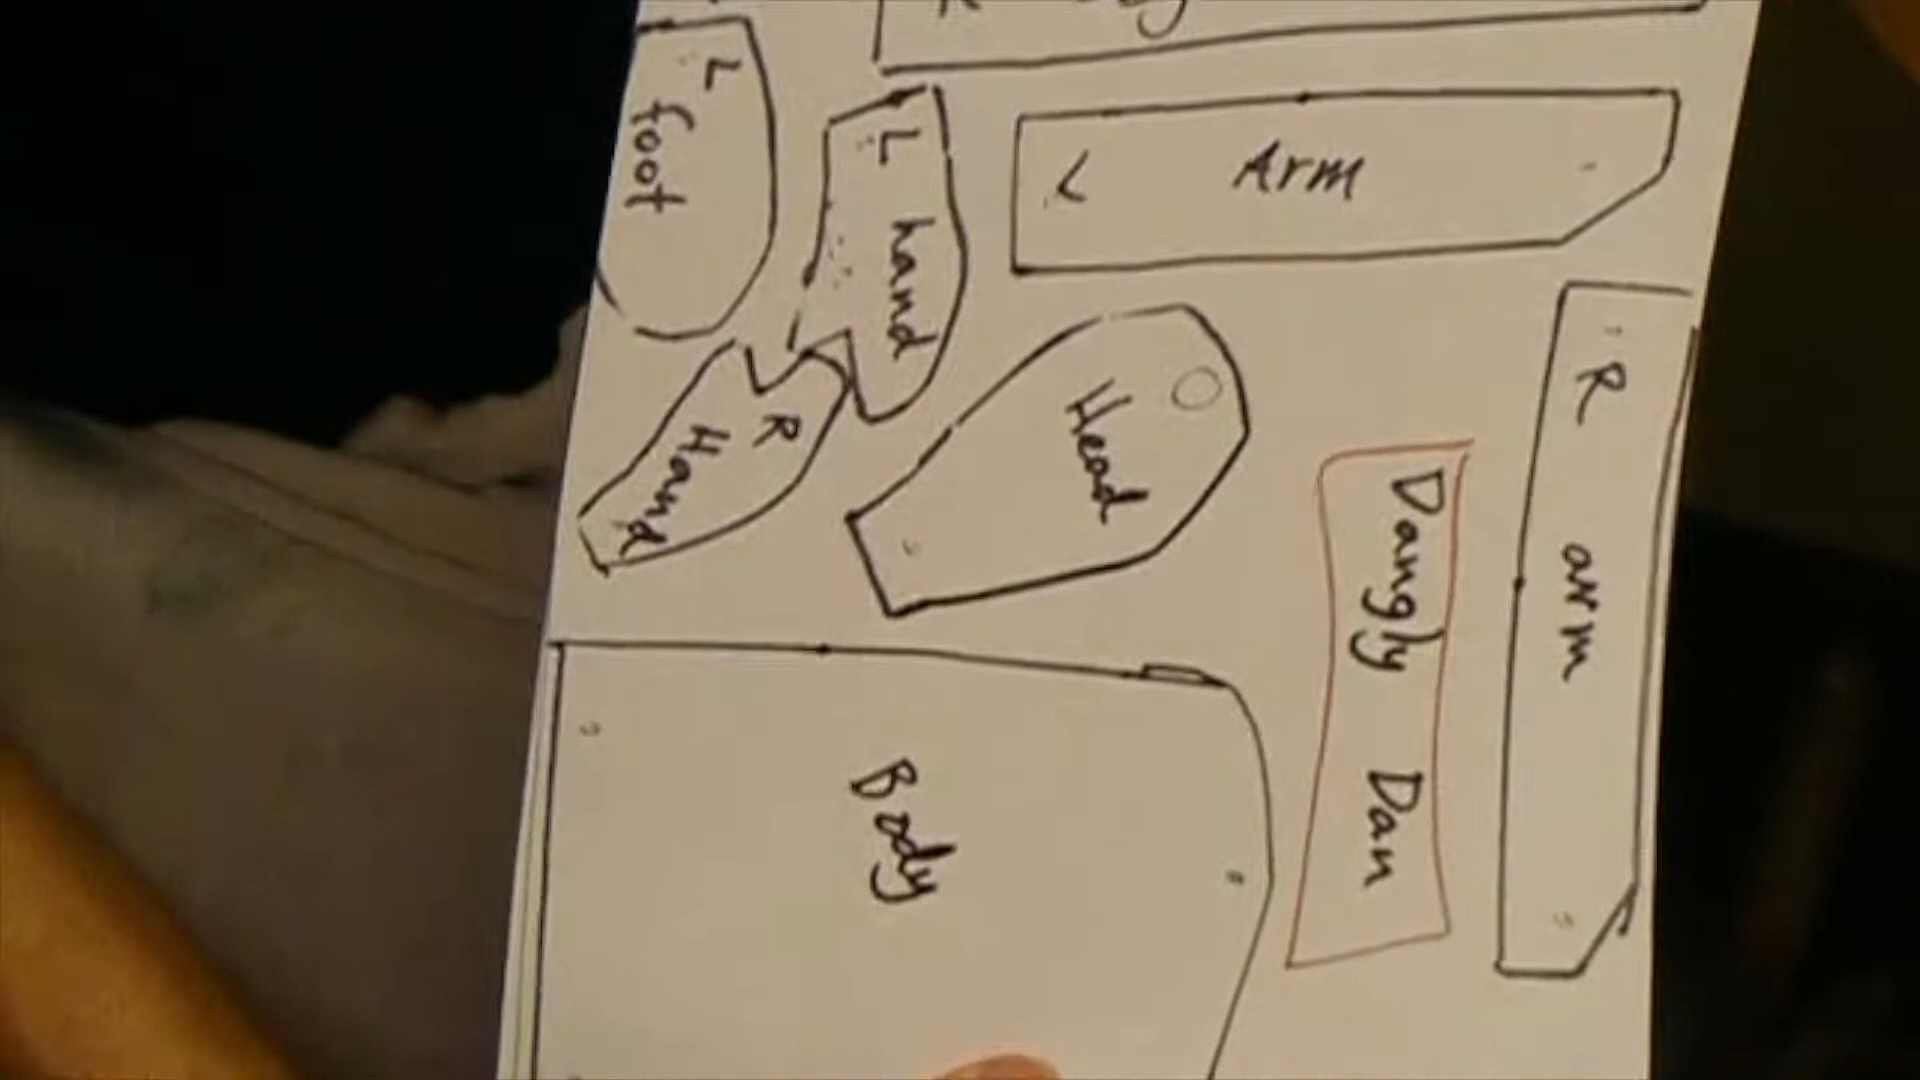 L foot
L hand
L Arm
R Hand
Head
R arm
Dangly Dan
Body